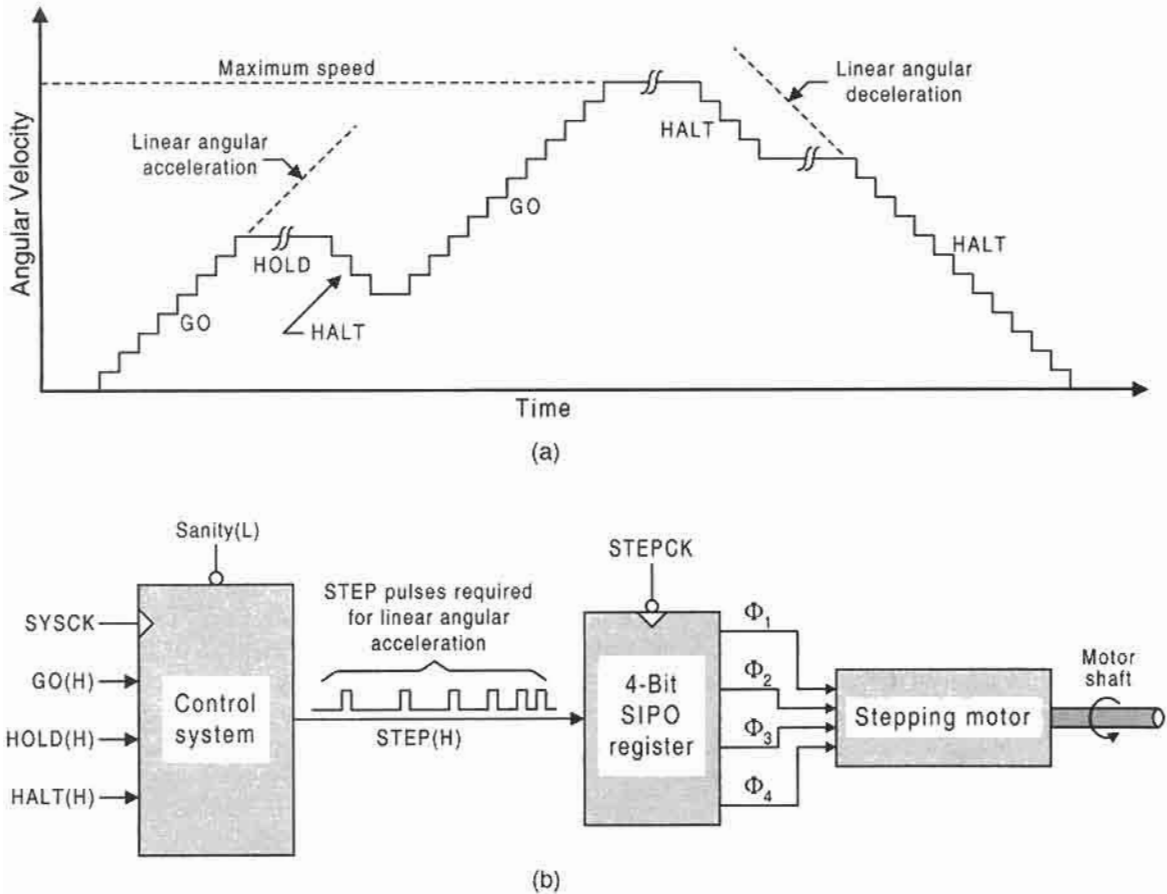 Maximum speed
Linear angular
deceleration
Linear angular
acceleration
HALT
GO
HOLD
HALT
GO
HALT
Angular Velocity
Time
(a)
Sanity(L)
STEPCK
STEP pulses required
for linear angular
acceleration
SYSCK
GO(H)
HOLD(H)
HALT(H)
Control
system
STEP(H)
4-Bit
SIPO
register
Φ1
Φ2
Φ3
Φ4
Stepping motor
Motor
shaft
(b)